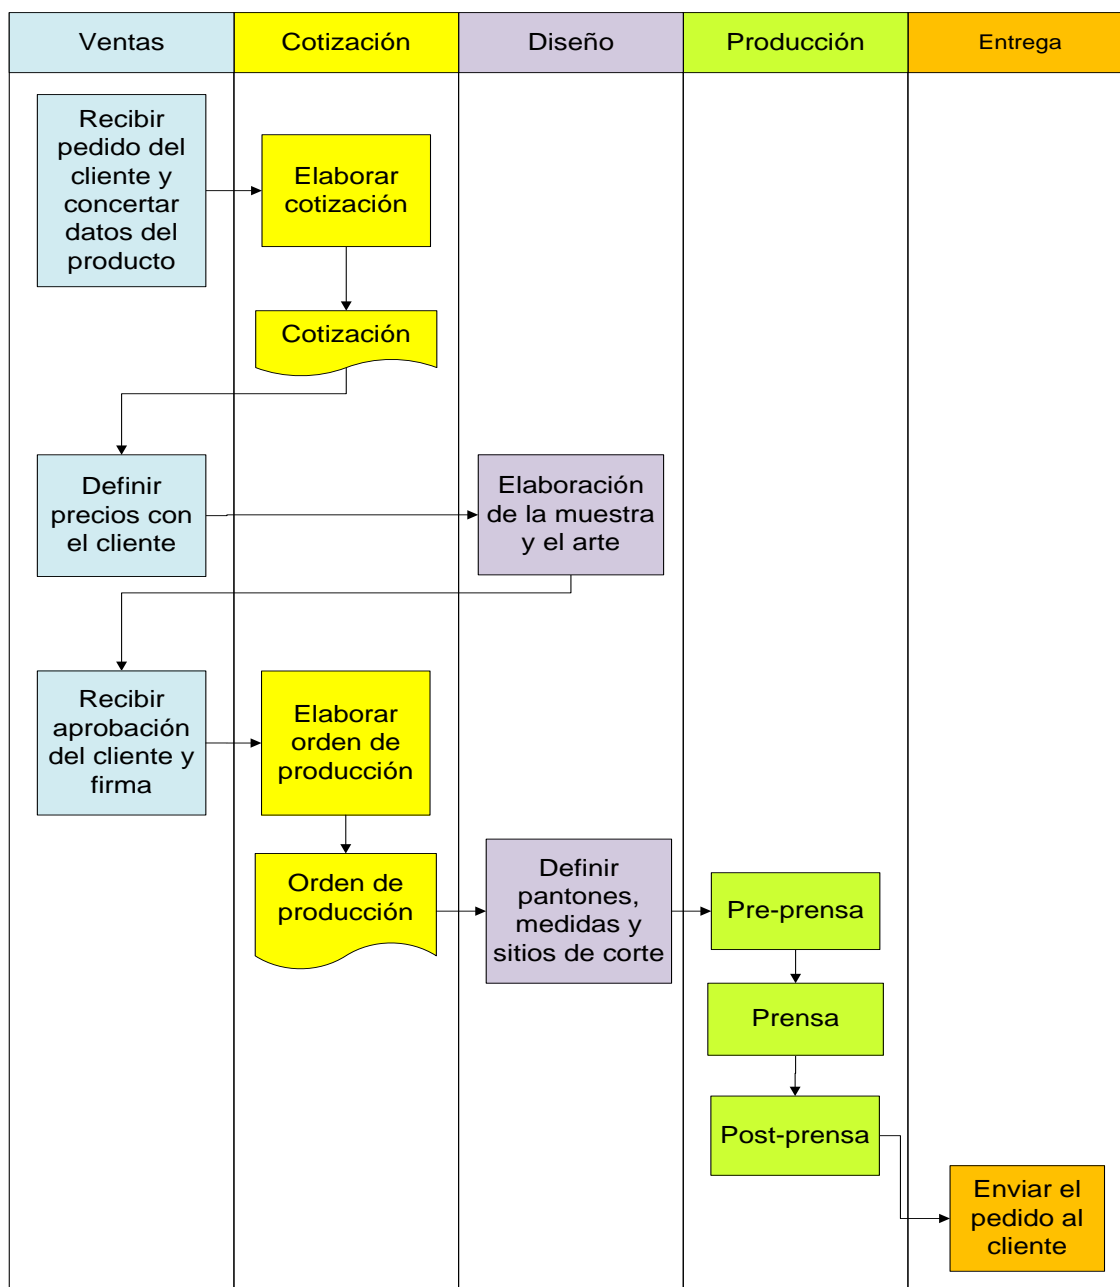 Ventas
Cotización
Diseño
Producción
Entrega
Recibir
pedido del
cliente y
concertar
datos del
producto
Elaborar
cotización
Cotización
Definir
precios con
el cliente
Elaboración
de la muestra
y el arte
Recibir
aprobación
del cliente y
firma
Elaborar
orden de
producción
Orden de
producción
Definir
pantones,
medidas y
sitios de corte
Pre-prensa
Prensa
Post-prensa
Enviar el
pedido al
cliente